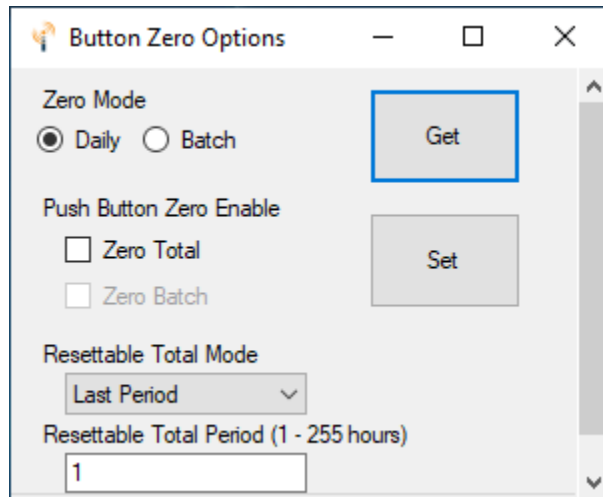 Button Zero Options
Zero Mode
Daily Batch
Get
Push Button Zero Enable
Zero Total
Set
Zero Batch
Resettable Total Mode
Last Period
Resettable Total Period (1 - 255 hours)
1